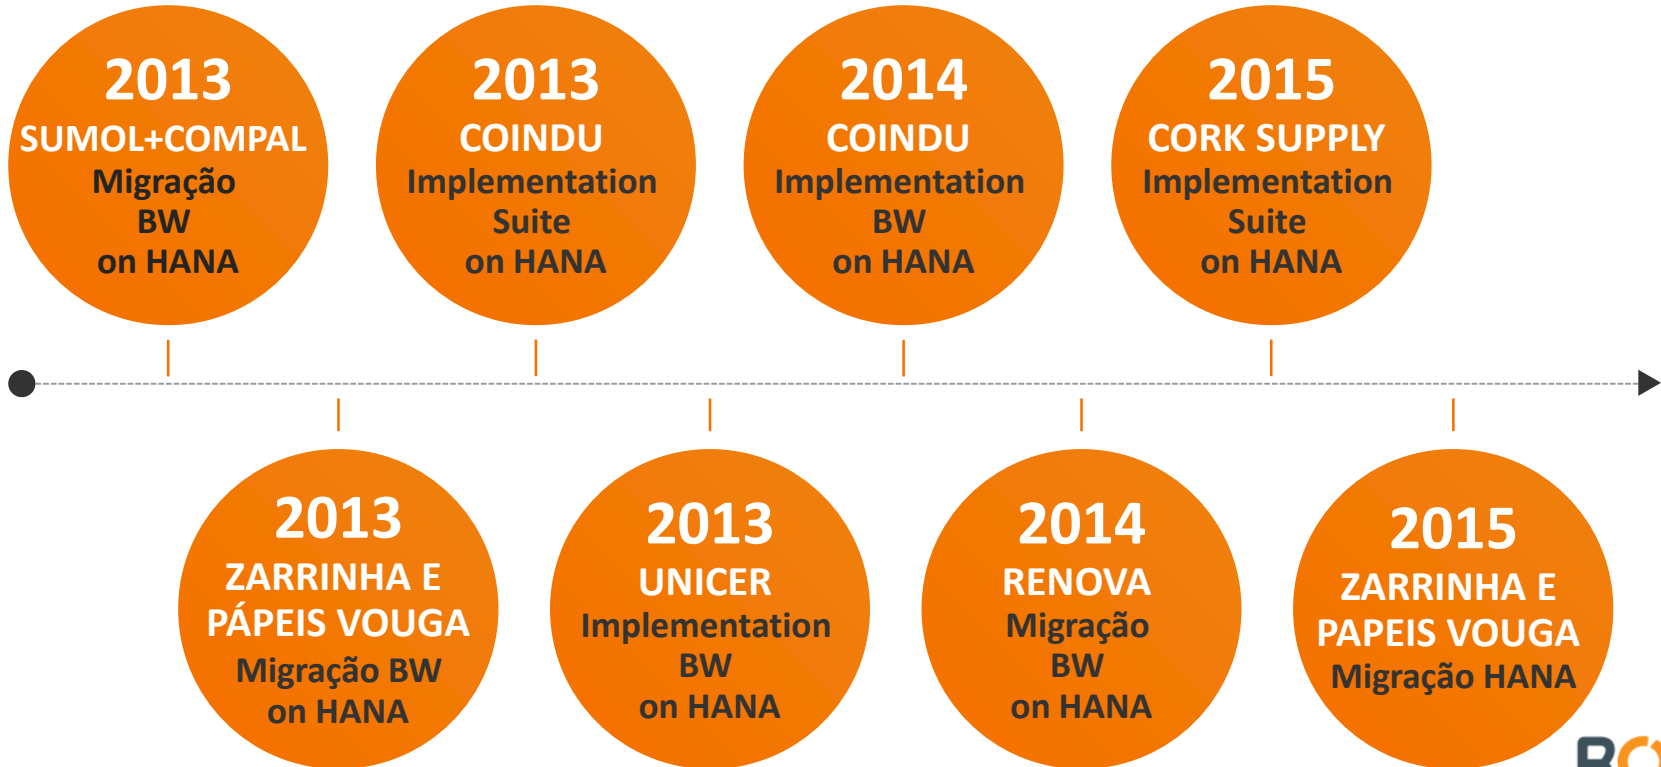 2013
SUMOL+COMPAL
Migração
BW
on HANA
2013
COINDU
Implementation
Suite
on HANA
2014
COINDU
Implementation
BW
on HANA
2015
CORK SUPPLY
Implementation
Suite
on HANA
2013
ZARRINHA E
PÁPEIS VOUGA
Migração BW
on HANA
2013
UNICER
Implementation
BW
on HANA
2014
RENOVA
Migração
BW
on HANA
2015
ZARRINHA E
PAPEIS VOUGA
Migração HANA